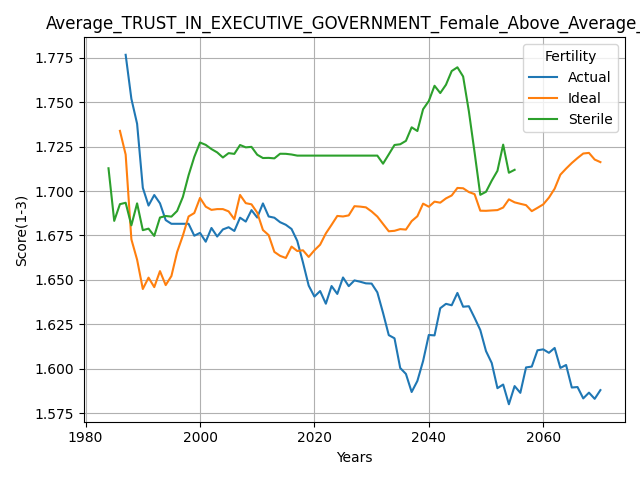 Average_TRUST_IN_EXECUTIVE_GOVERNMENT_Female_Above_Average_
1.775
1.750
1.725
1.700
1.675
1.650
1.625
1.600
1.575
Score(1-3)
1980
2000
2020
2040
2060
Years
Fertility
Actual
Ideal
Sterile